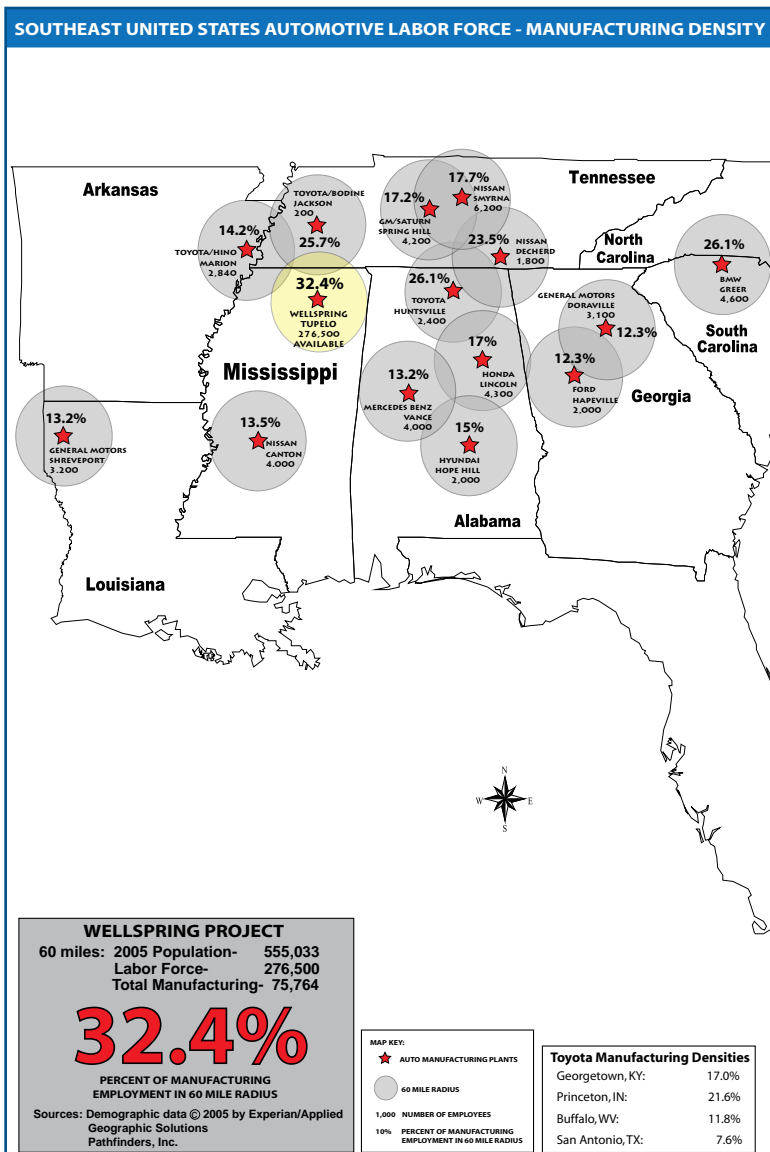 SOUTHEAST UNITED STATES AUTOMOTIVE LABOR FORCE - MANUFACTURING DENSITY
Arkansas
Tennessee
North
Carolina
South
Carolina
Mississippi
Georgia
Alabama
Louisiana
TOYOTA/BODINE
JACKSON
200
25.7%
14.2%
TOYOTA/HINO
MARION
2,840
17.2%
GM/SATURN
SPRING HILL
4,200
17.7%
NISSAN
SMYRNA
6,200
23.5%
NISSAN
DECHERD
1,800
26.1%
BMW
GREER
4,600
32.4%
WELLSPRING
TUPELO
276,500
AVAILABLE
26.1%
TOYOTA
HUNTSVILLE
2,400
GENERAL MOTORS
DORAVILLE
3,100
12.3%
17%
HONDA
LINCOLN
4,300
12.3%
FORD
HAPEVILLE
2,000
13.2%
MERCEDES BENZ
VANCE
4,000
13.2%
GENERAL MOTORS
SHREVEPORT
3.200
13.5%
NISSAN
CANTON
4.000
15%
HYUNDAI
HOPE HILL
2,000
N
W
E
S
WELLSPRING PROJECT
60 miles: 2005 Population- 555,033
Labor Force- 276,500
Total Manufacturing- 75,764
32.4%
PERCENT OF MANUFACTURING
EMPLOYMENT IN 60 MILE RADIUS
Sources: Demographic data © 2005 by Experian/Applied
Geographic Solutions
Pathfinders, Inc.
MAP KEY:
AUTO MANUFACTURING PLANTS
60 MILE RADIUS
1,000 NUMBER OF EMPLOYEES
10% PERCENT OF MANUFACTURING
EMPLOYMENT IN 60 MILE RADIUS
Toyota Manufacturing Densities
Georgetown, KY: 17.0%
Princeton, IN: 21.6%
Buffalo, WV: 11.8%
San Antonio, TX: 7.6%